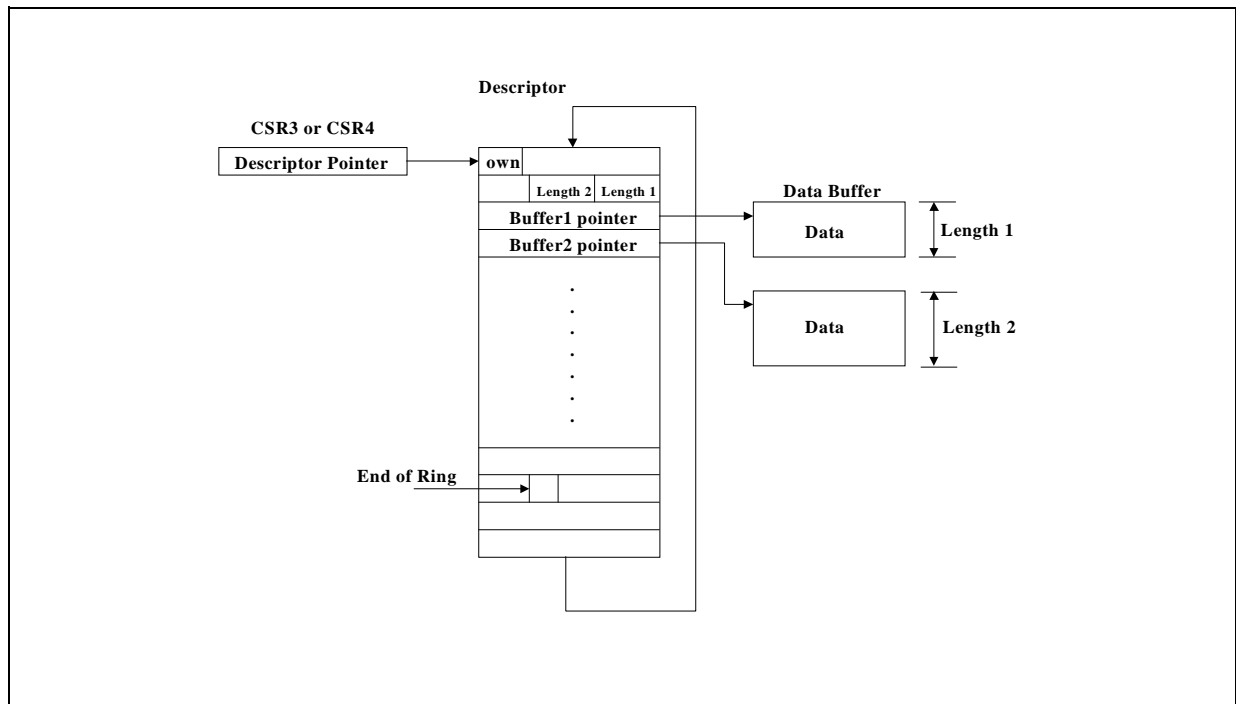 Descriptor
CSR3 or CSR4
Descriptor Pointer
own
Length 2 Length 1
Data Buffer
Buffer1 pointer
Data
Length 1
Buffer2 pointer
Data
Length 2
End of Ring